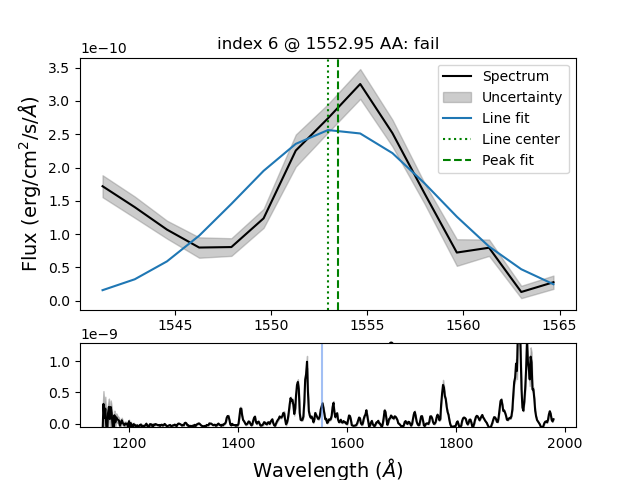 index 6 @ 1552.95 AA: fail
1e−10
3.5
3.0
2.5
2.0
1.5
1.0
0.5
0.0
Flux (erg/cm²/s/Å)
Spectrum
Uncertainty
Line fit
Line center
Peak fit
1545 1550 1555 1560 1565
1e−9
1.0
0.5
0.0
1200 1400 1600 1800 2000
Wavelength (Å)